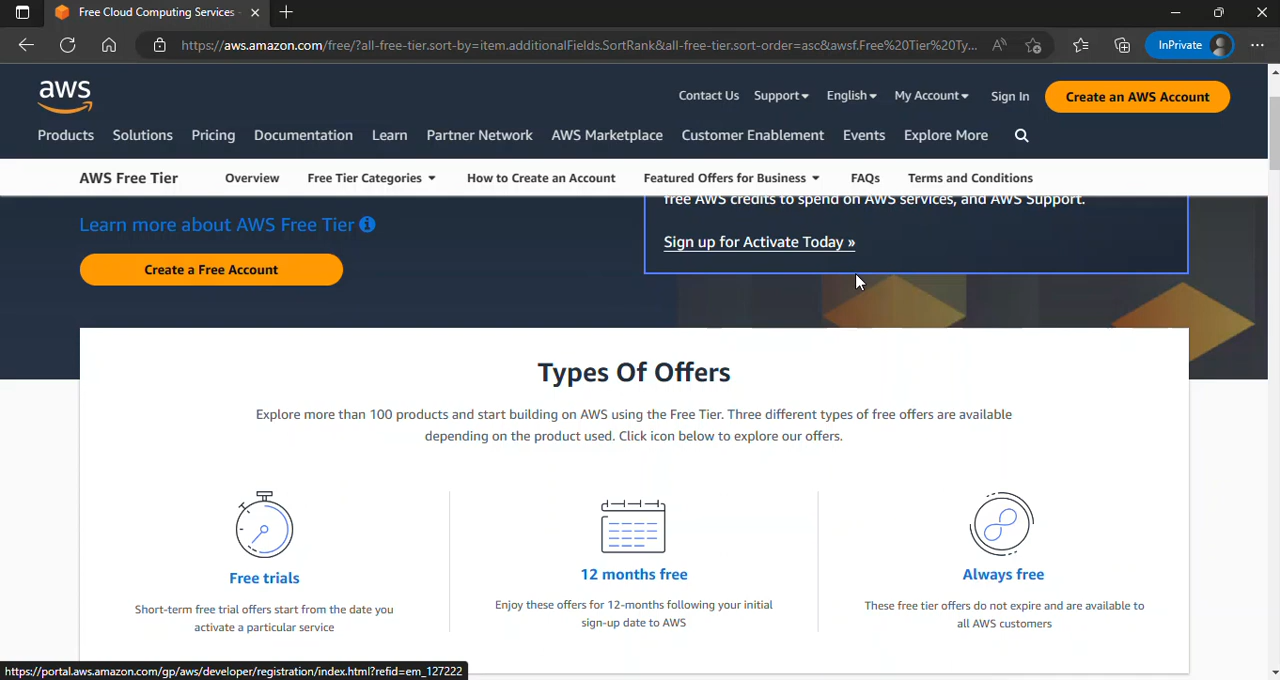 Free Cloud Computing Services -
https://aws.amazon.com/free/?all-free-tier.sort-by=item.additionalFields.SortRank&all-free-tier.sort-order=asc&awsf.Free%20Tier%20Ty...
InPrivate
aws
Contact Us Support English My Account Sign In Create an AWS Account
Products Solutions Pricing Documentation Learn Partner Network AWS Marketplace Customer Enablement Events Explore More
AWS Free Tier Overview Free Tier Categories How to Create an Account Featured Offers for Business FAQs Terms and Conditions
free AWS credits to spend on AWS services, and AWS Support.
Learn more about AWS Free Tier
Sign up for Activate Today »
Create a Free Account
Types Of Offers
Explore more than 100 products and start building on AWS using the Free Tier. Three different types of free offers are available
depending on the product used. Click icon below to explore our offers.
Free trials
Short-term free trial offers start from the date you
activate a particular service
12 months free
Enjoy these offers for 12-months following your initial
sign-up date to AWS
Always free
These free tier offers do not expire and are available to
all AWS customers
https://portal.aws.amazon.com/gp/aws/developer/registration/index.html?refid=em_127222